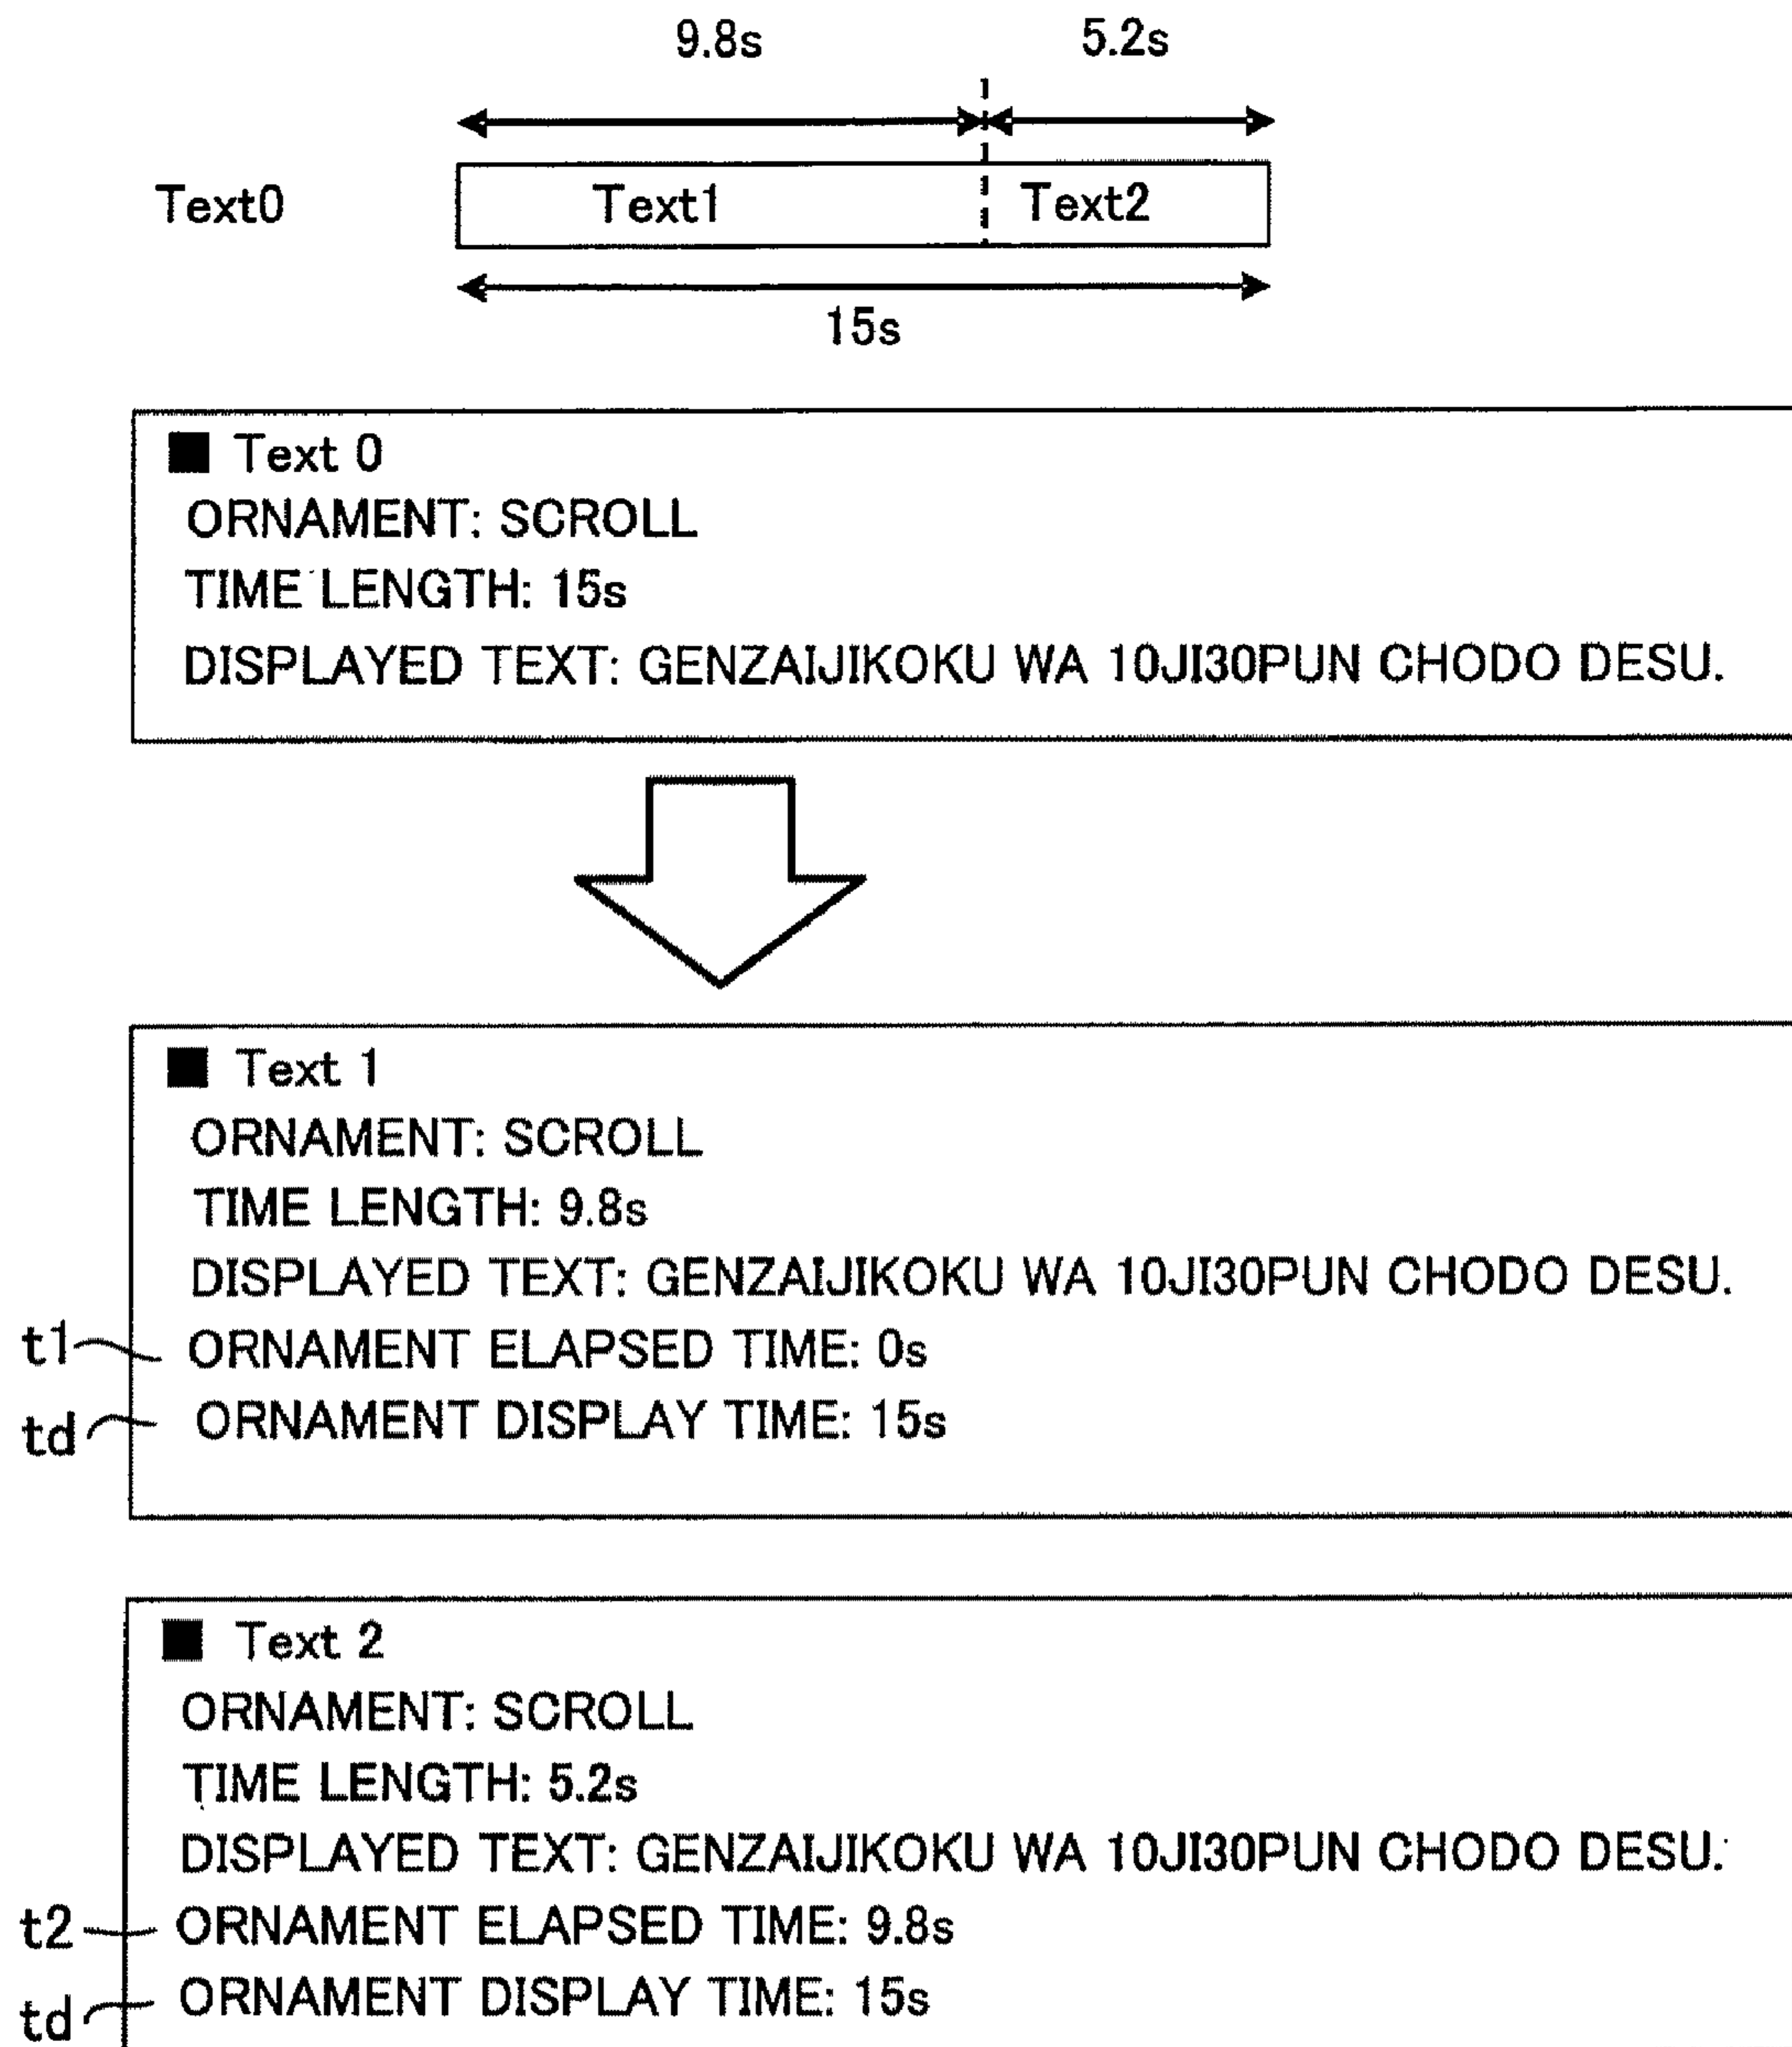 9.8s 5.2s
Text0 Text1 Text2
15s
■ Text 0
ORNAMENT: SCROLL
TIME LENGTH: 15s
DISPLAYED TEXT: GENZAIJIKOKU WA 10JI30PUN CHODO DESU.
■ Text 1
ORNAMENT: SCROLL
TIME LENGTH: 9.8s
DISPLAYED TEXT: GENZAIJIKOKU WA 10JI30PUN CHODO DESU.
t1 ORNAMENT ELAPSED TIME: 0s
td ORNAMENT DISPLAY TIME: 15s
■ Text 2
ORNAMENT: SCROLL
TIME LENGTH: 5.2s
DISPLAYED TEXT: GENZAIJIKOKU WA 10JI30PUN CHODO DESU.
t2 ORNAMENT ELAPSED TIME: 9.8s
td ORNAMENT DISPLAY TIME: 15s